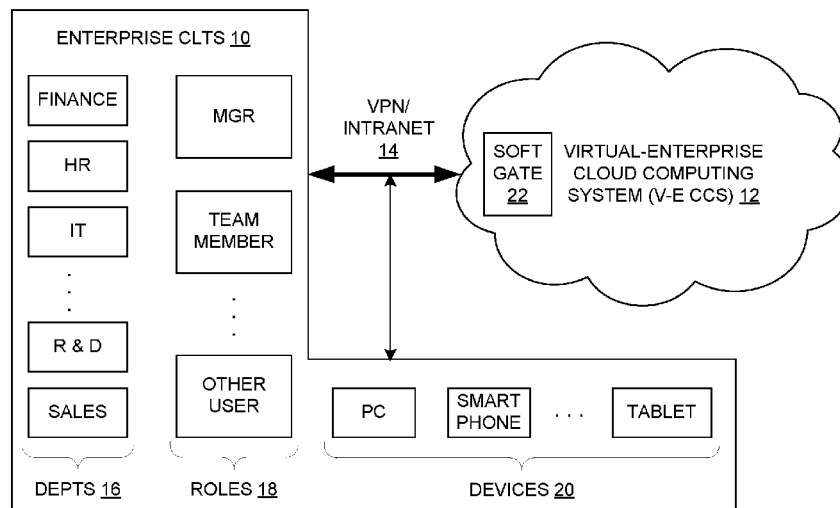 ENTERPRISE CLTS 10
FINANCE
HR
IT
R & D
SALES
DEPTS 16
MGR
TEAM
MEMBER
OTHER
USER
ROLES 18
VPN/
INTRANET
14
SOFT
GATE
22
VIRTUAL-ENTERPRISE
CLOUD COMPUTING
SYSTEM (V-E CCS) 12
PC
SMART
PHONE
. . .
TABLET
DEVICES 20